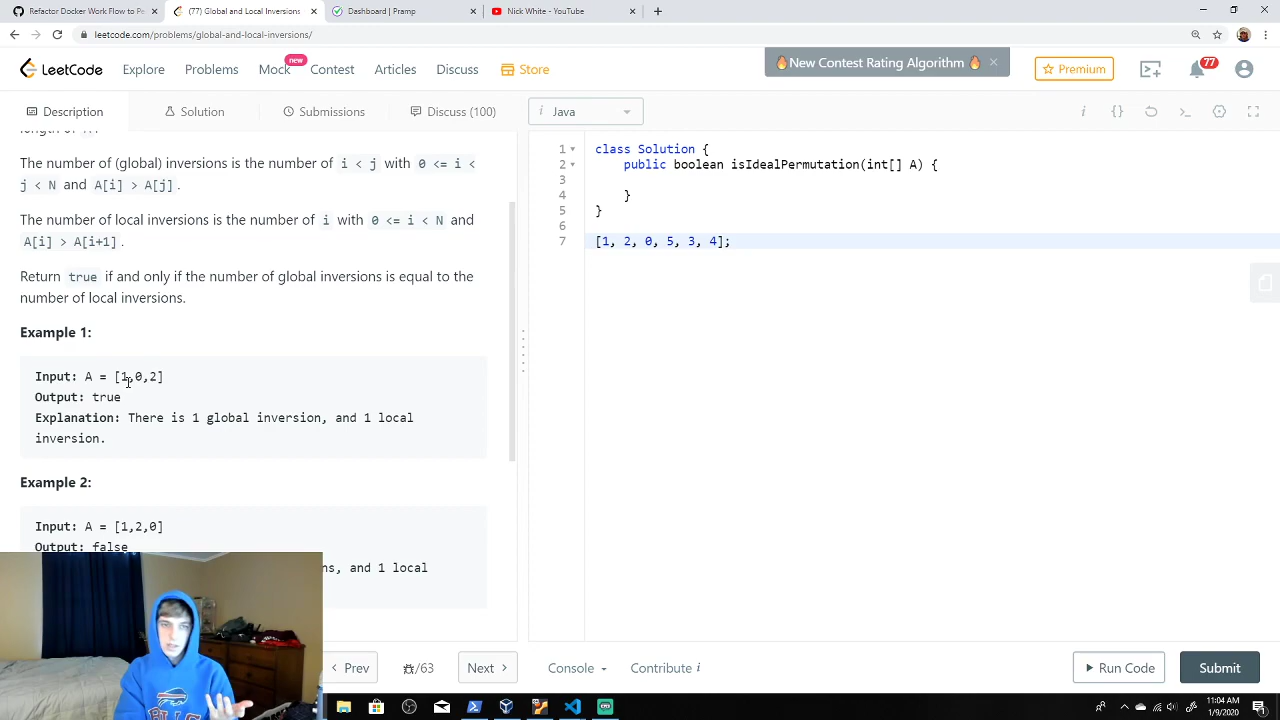 Refactor Docker Work Flow to Pe
(77) Global and Local Inversions
Dashboard | Pramp
Nick White - YouTube
leetcode.com/problems/global-and-local-inversions/
LeetCode
Explore
Problems
Mock
new
Contest
Articles
Discuss
Store
🔥New Contest Rating Algorithm 🔥
Premium
77
Description
Solution
Submissions
Discuss (100)
i Java
The number of (global) inversions is the number of i < j with 0 <= i <
j < N and A[i] > A[j].
The number of local inversions is the number of i with 0 <= i < N and
A[i] > A[i+1].
Return true if and only if the number of global inversions is equal to the
number of local inversions.
Example 1:
Input: A = [1,0,2]
Output: true
Explanation: There is 1 global inversion, and 1 local
inversion.
Example 2:
Input: A = [1,2,0]
Output: false
ns, and 1 local
1 class Solution {
2 public boolean isIdealPermutation(int[] A) {
3
4 }
5 }
6
7 [1, 2, 0, 5, 3, 4];
Prev
/63
Next
Console
Contribute i
Run Code
Submit
11:04 AM
1/9/2020